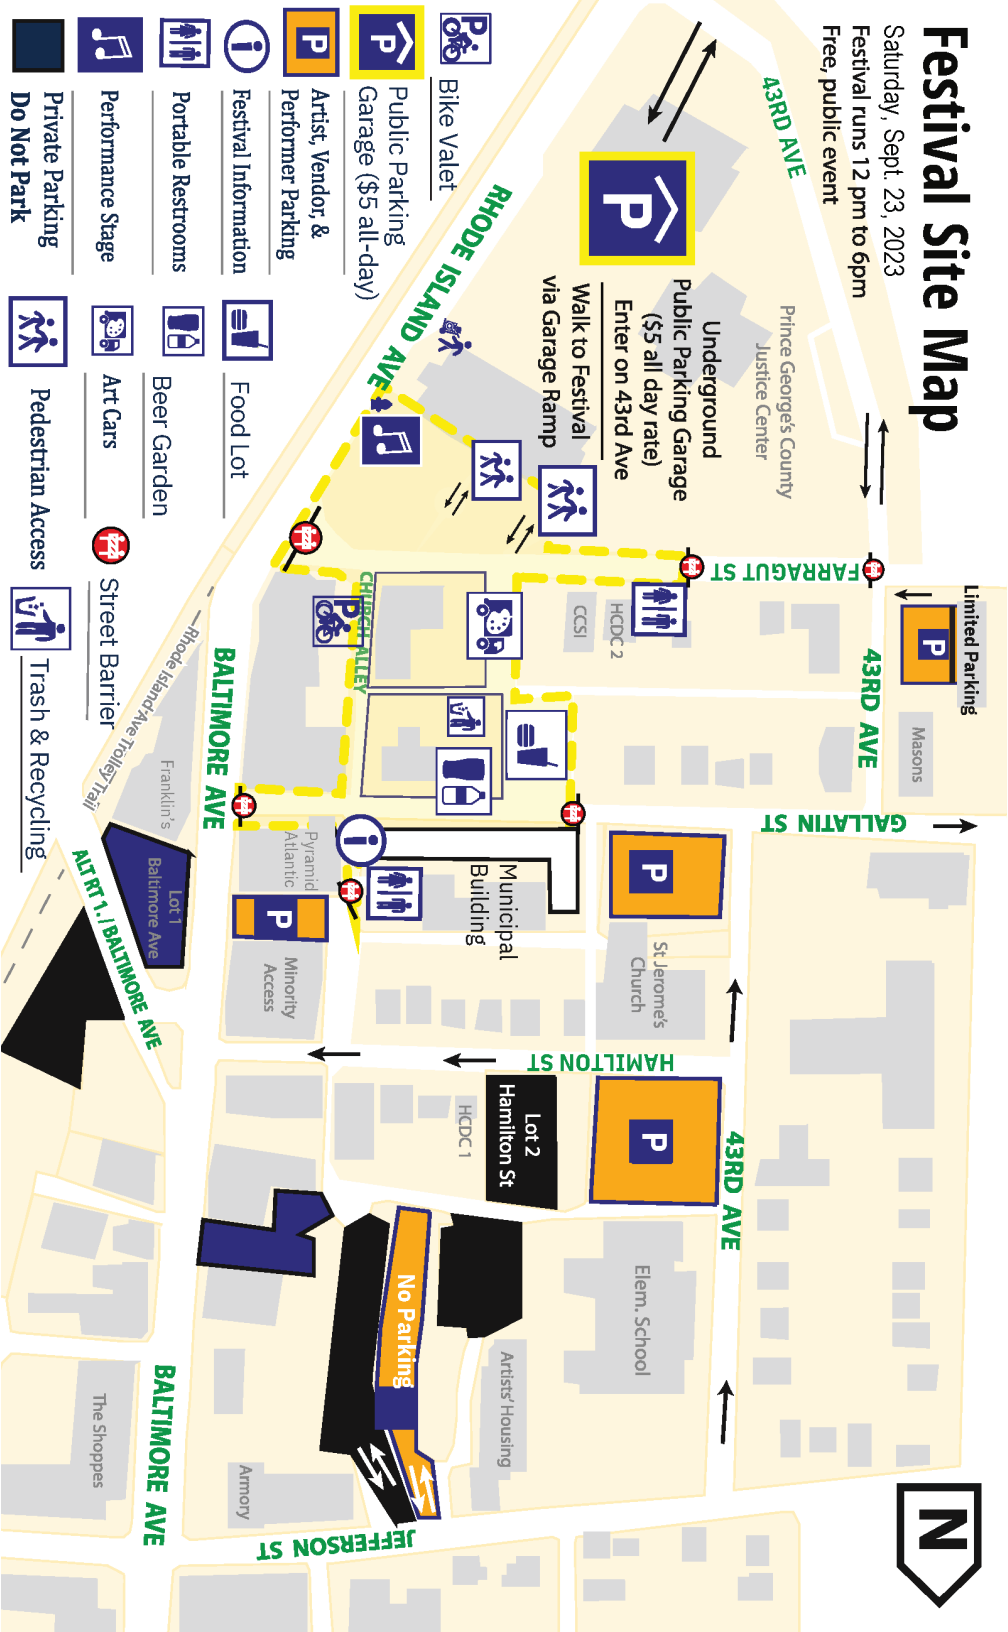 Festival Site Map
Saturday, Sept. 23, 2023
Festival runs 12 pm to 6pm
Free, public event
43RD AVE
Prince George's County
Justice Center
P
Underground
Public Parking Garage
($5 all day rate)
Enter on 43rd Ave
Walk to Festival
via Garage Ramp
RHODE ISLAND AVE
P
Bike Valet
P
Public Parking
Garage ($5 all-day)
P
Artist, Vendor, &
Performer Parking
i
Festival Information
Portable Restrooms
Performance Stage
Private Parking
Do Not Park
Food Lot
Beer Garden
Art Cars
Pedestrian Access
Street Barrier
Trash & Recycling
FARRAGUT ST
Limited Parking
P
43RD AVE
Masons
GALLATIN ST
HCDC 2
CCSI
CHURCH ALLEY
P
BALTIMORE AVE
Rhode Island Ave Trolley Trail
Franklin's
Lot 1
Baltimore Ave
ALT RT 1. / BALTIMORE AVE
Pyramid
Atlantic
i
P
Minority
Access
Municipal
Building
P
St Jerome's
Church
HAMILTON ST
P
Lot 2
Hamilton St
HCDC 1
43RD AVE
Elem. School
No Parking
Artists' Housing
BALTIMORE AVE
The Shoppes
Armory
JEFFERSON ST
N